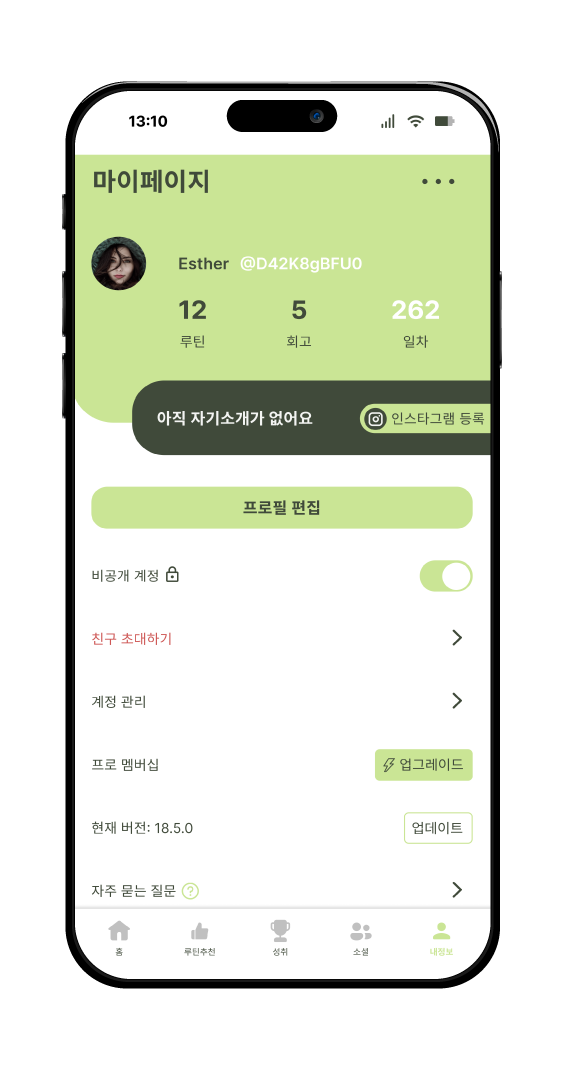 13:10
마이페이지
Esther @D42K8gBFU0
12 5 262
루틴 회고 일차
아직 자기소개가 없어요 인스타그램 등록
프로필 편집
비공개 계정
친구 초대하기
계정 관리
프로 멤버십 업그레이드
현재 버전: 18.5.0 업데이트
자주 묻는 질문 ?
홈 루틴추천 성취 소셜 내정보